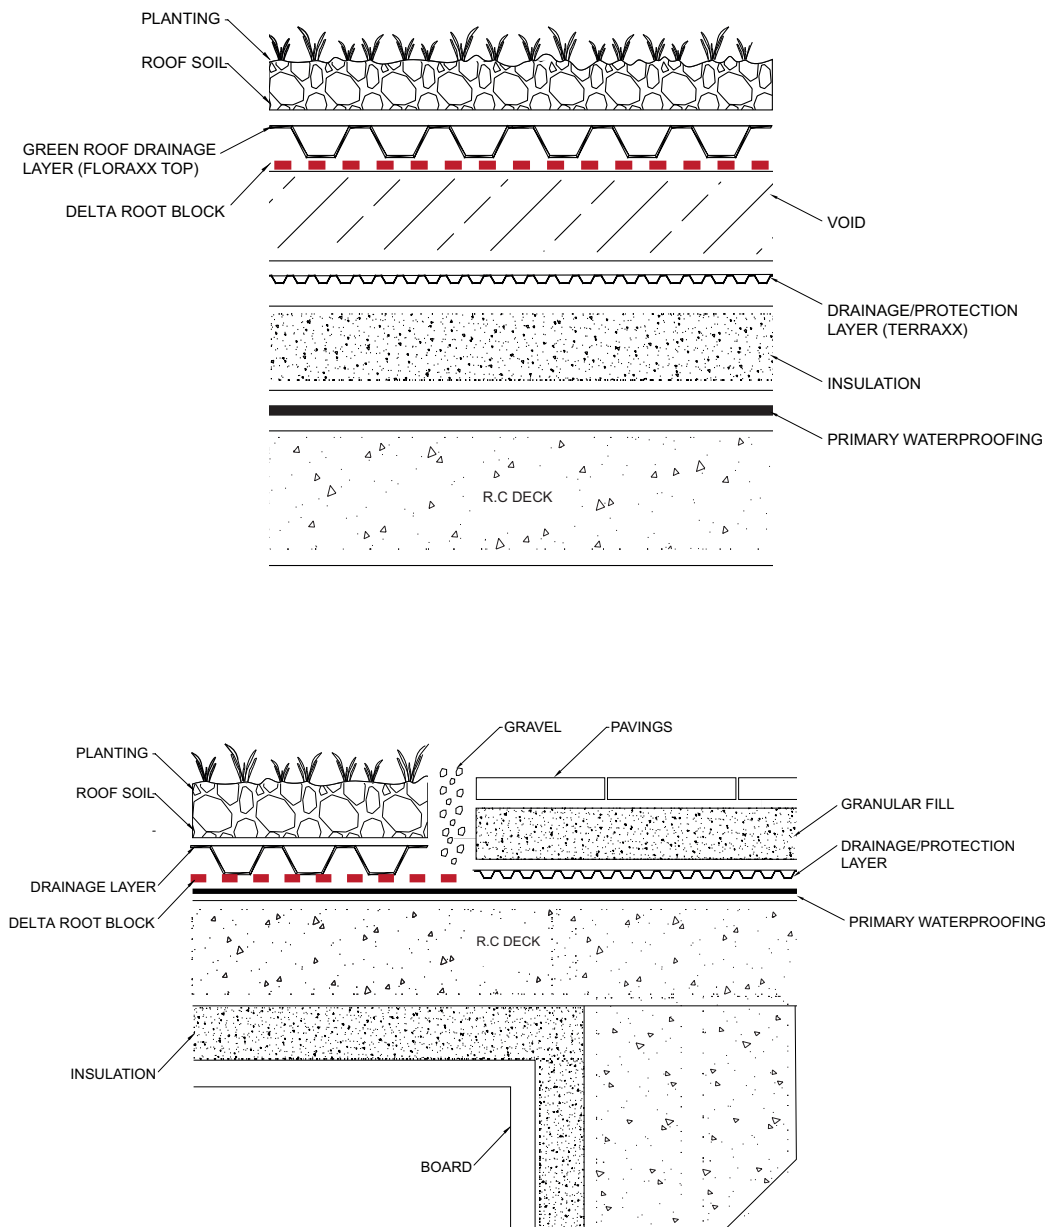 PLANTING
ROOF SOIL
GREEN ROOF DRAINAGE
LAYER (FLORAXX TOP)
DELTA ROOT BLOCK
VOID
DRAINAGE/PROTECTION
LAYER (TERRAXX)
INSULATION
PRIMARY WATERPROOFING
R.C DECK
GRAVEL
PAVINGS
PLANTING
ROOF SOIL
GRANULAR FILL
DRAINAGE/PROTECTION
LAYER
DRAINAGE LAYER
DELTA ROOT BLOCK
PRIMARY WATERPROOFING
R.C DECK
INSULATION
BOARD